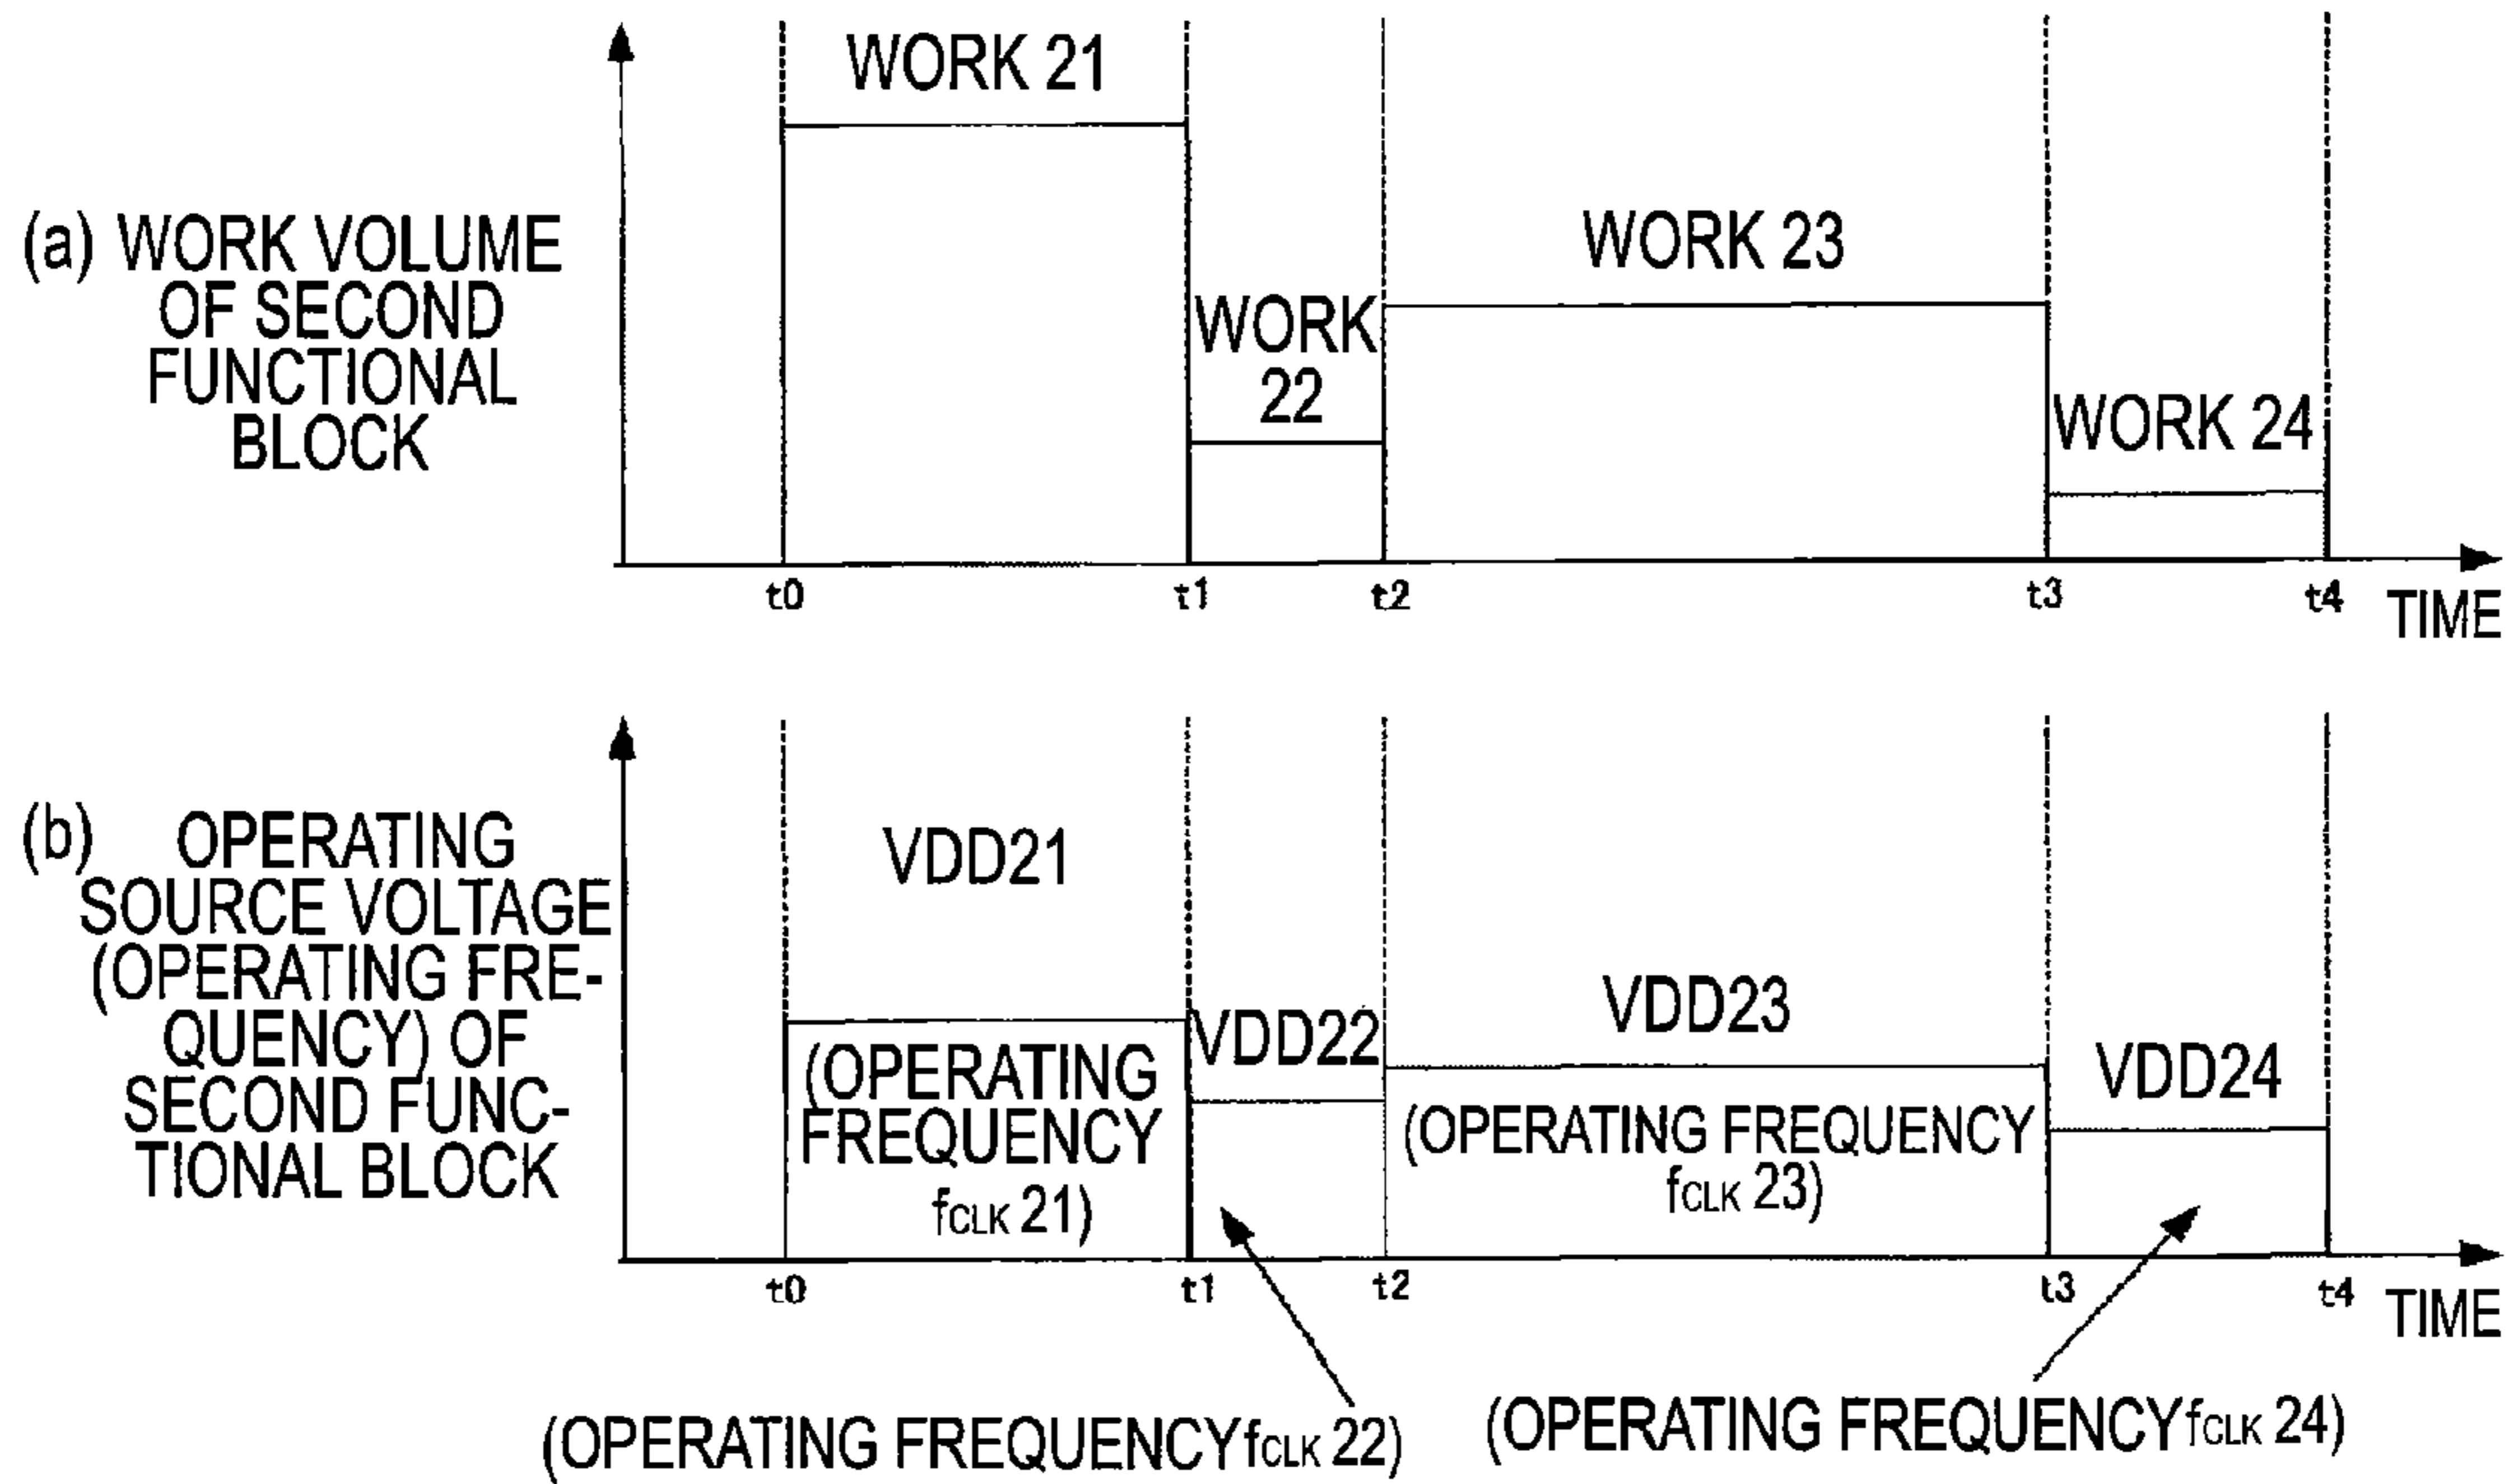 (a) WORK VOLUME
OF SECOND
FUNCTIONAL
BLOCK
WORK 21
WORK
22
WORK 23
WORK 24
t0
t1
t2
t3
t4
TIME
(b) OPERATING
SOURCE VOLTAGE
(OPERATING FRE-
QUENCY) OF
SECOND FUNC-
TIONAL BLOCK
VDD21
(OPERATING
FREQUENCY
fCLK 21)
VDD22
VDD23
(OPERATING FREQUENCY
fCLK 23)
VDD24
t0
t1
t2
t3
t4
TIME
(OPERATING FREQUENCY fCLK 22)
(OPERATING FREQUENCY fCLK 24)